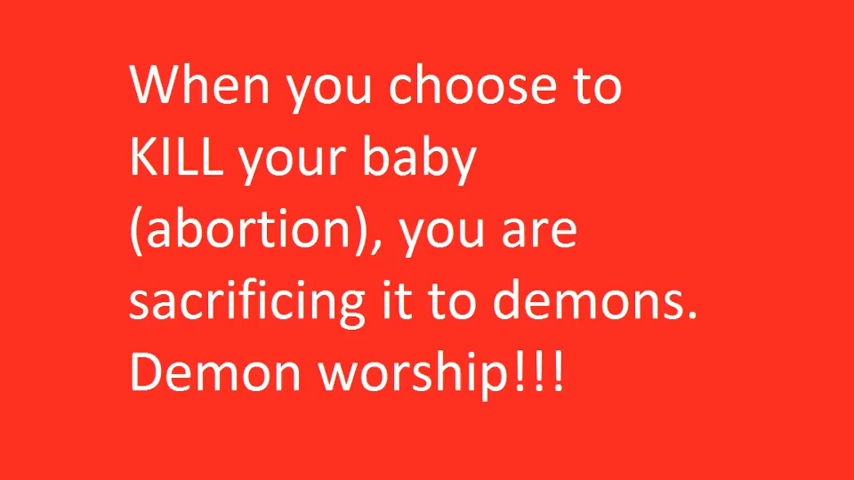 When you choose to
KILL your baby
(abortion), you are
sacrificing it to demons.
Demon worship!!!